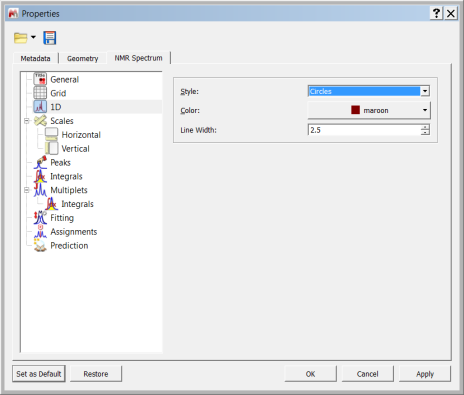 Properties
Metadata Geometry NMR Spectrum
General
Grid
1D
Scales
Horizontal
Vertical
Peaks
Integrals
Multiplets
Integrals
Fitting
Assignments
Prediction
Style: Circles
Color: maroon
Line Width: 2.5
Set as Default Restore OK Cancel Apply